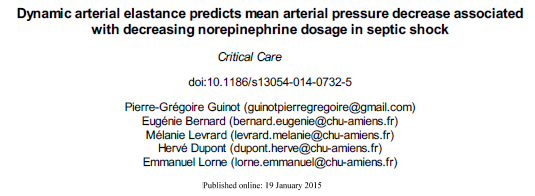 Dynamic arterial elastance predicts mean arterial pressure decrease associated
with decreasing norepinephrine dosage in septic shock
Critical Care
doi:10.1186/s13054-014-0732-5
Pierre-Grégoire Guinot (guinotpierregregoire@gmail.com)
Eugénie Bernard (bernard.eugenie@chu-amiens.fr)
Mélanie Levrard (levrard.melanie@chu-amiens.fr)
Hervé Dupont (dupont.herve@chu-amiens.fr)
Emmanuel Lorne (lorne.emmanuel@chu-amiens.fr)
Published online: 19 January 2015